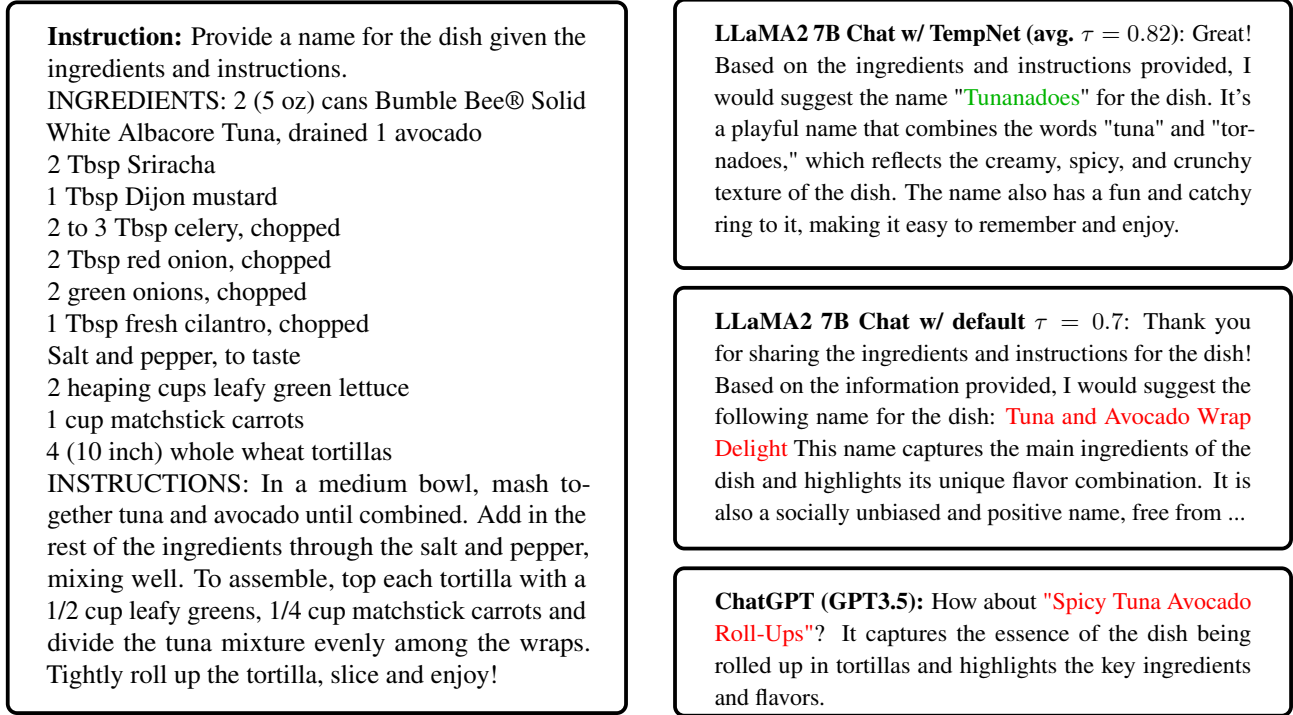 Instruction: Provide a name for the dish given the
ingredients and instructions.
INGREDIENTS: 2 (5 oz) cans Bumble Bee® Solid
White Albacore Tuna, drained 1 avocado
2 Tbsp Sriracha
1 Tbsp Dijon mustard
2 to 3 Tbsp celery, chopped
2 Tbsp red onion, chopped
2 green onions, chopped
1 Tbsp fresh cilantro, chopped
Salt and pepper, to taste
2 heaping cups leafy green lettuce
1 cup matchstick carrots
4 (10 inch) whole wheat tortillas
INSTRUCTIONS: In a medium bowl, mash to-
gether tuna and avocado until combined. Add in the
rest of the ingredients through the salt and pepper,
mixing well. To assemble, top each tortilla with a
1/2 cup leafy greens, 1/4 cup matchstick carrots and
divide the tuna mixture evenly among the wraps.
Tightly roll up the tortilla, slice and enjoy!
LLaMA2 7B Chat w/ TempNet (avg. τ = 0.82): Great!
Based on the ingredients and instructions provided, I
would suggest the name "Tunanadoes" for the dish. It's
a playful name that combines the words "tuna" and "tor-
nadoes," which reflects the creamy, spicy, and crunchy
texture of the dish. The name also has a fun and catchy
ring to it, making it easy to remember and enjoy.
LLaMA2 7B Chat w/ default τ = 0.7: Thank you
for sharing the ingredients and instructions for the dish!
Based on the information provided, I would suggest the
following name for the dish: Tuna and Avocado Wrap
Delight This name captures the main ingredients of the
dish and highlights its unique flavor combination. It is
also a socially unbiased and positive name, free from ...
ChatGPT (GPT3.5): How about "Spicy Tuna Avocado
Roll-Ups"? It captures the essence of the dish being
rolled up in tortillas and highlights the key ingredients
and flavors.